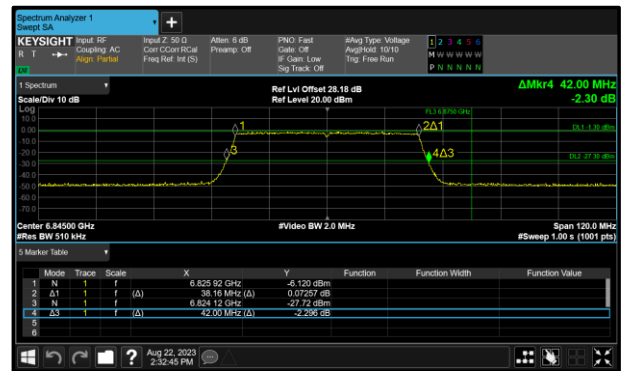 Spectrum Analyzer 1
Swept SA
+
KEYSIGHT
R T
LXI
Input: RF
Coupling: AC
Align: Partial
Input Z: 50 Ω
Corr CCorr RCal
Freq Ref: Int (S)
Atten: 6 dB
Preamp: Off
PNO: Fast
Gate: Off
IF Gain: Low
Sig Track: Off
#Avg Type: Voltage
Avg|Hold: 10/10
Trig: Free Run
1 2 3 4 5 6
M W W W W W
P N N N N N
1 Spectrum
Scale/Div 10 dB
Ref Lvl Offset 28.18 dB
Ref Level 20.00 dBm
ΔMkr4 42.00 MHz
-2.30 dB
Log
10.0
0.00
-10.0
-20.0
-30.0
-40.0
-50.0
-60.0
-70.0
FL3 6.8750 GHz
1
2Δ1
3
4Δ3
DL1 -1.30 dBm
DL2 -27.30 dBm
Center 6.84500 GHz
#Res BW 510 kHz
#Video BW 2.0 MHz
Span 120.0 MHz
#Sweep 1.00 s (1001 pts)
5 Marker Table
Mode Trace Scale X Y Function Function Width Function Value
1 N 1 f 6.825 92 GHz -6.120 dBm
2 Δ1 1 f (Δ) 38.16 MHz (Δ) 0.07257 dB
3 N 1 f 6.824 12 GHz -27.72 dBm
4 Δ3 1 f (Δ) 42.00 MHz (Δ) -2.296 dB
5
6
?
Aug 22, 2023
2:32:45 PM